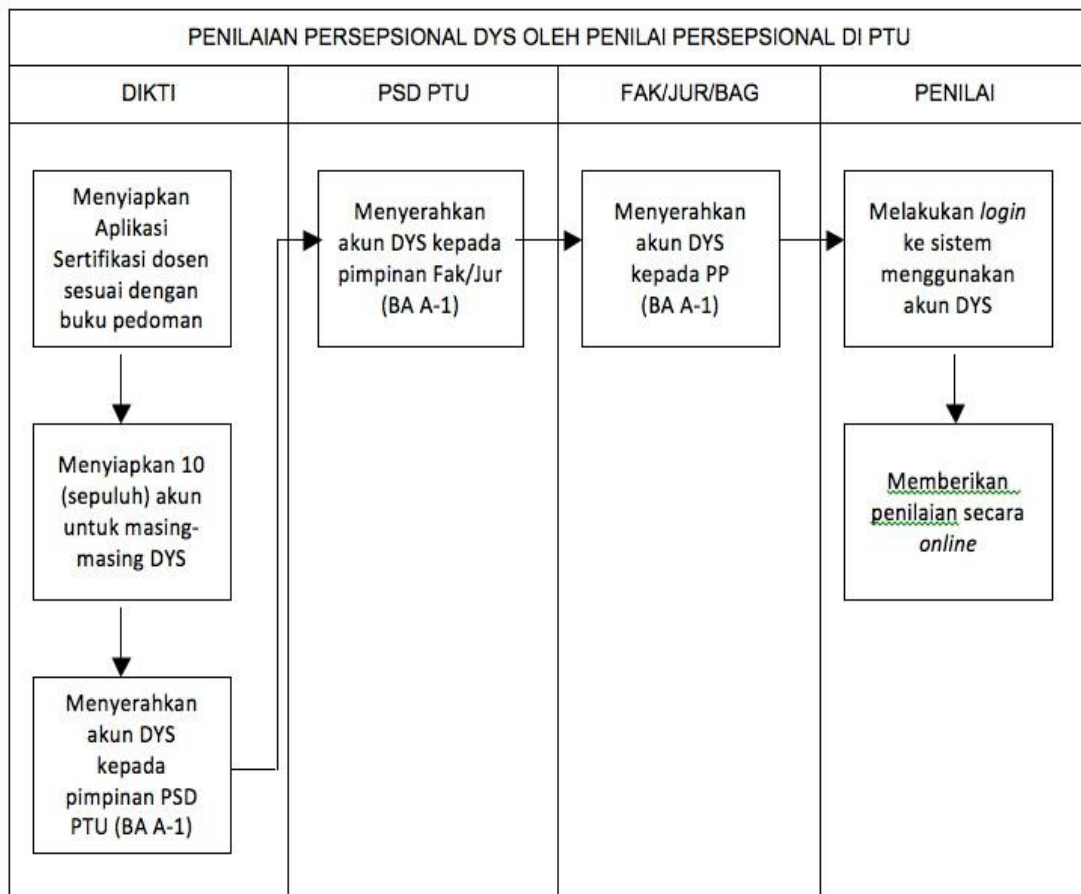 PENILAIAN PERSEPSIONAL DYS OLEH PENILAI PERSEPSIONAL DI PTU
DIKTI
PSD PTU
FAK/JUR/BAG
PENILAI
Menyiapkan
Aplikasi
Sertifikasi dosen
sesuai dengan
buku pedoman
Menyiapkan 10
(sepuluh) akun
untuk masing-
masing DYS
Menyerahkan
akun DYS
kepada
pimpinan PSD
PTU (BA A-1)
Menyerahkan
akun DYS kepada
pimpinan Fak/Jur
(BA A-1)
Menyerahkan
akun DYS
kepada PP
(BA A-1)
Melakukan login
ke sistem
menggunakan
akun DYS
Memberikan
penilaian secara
online